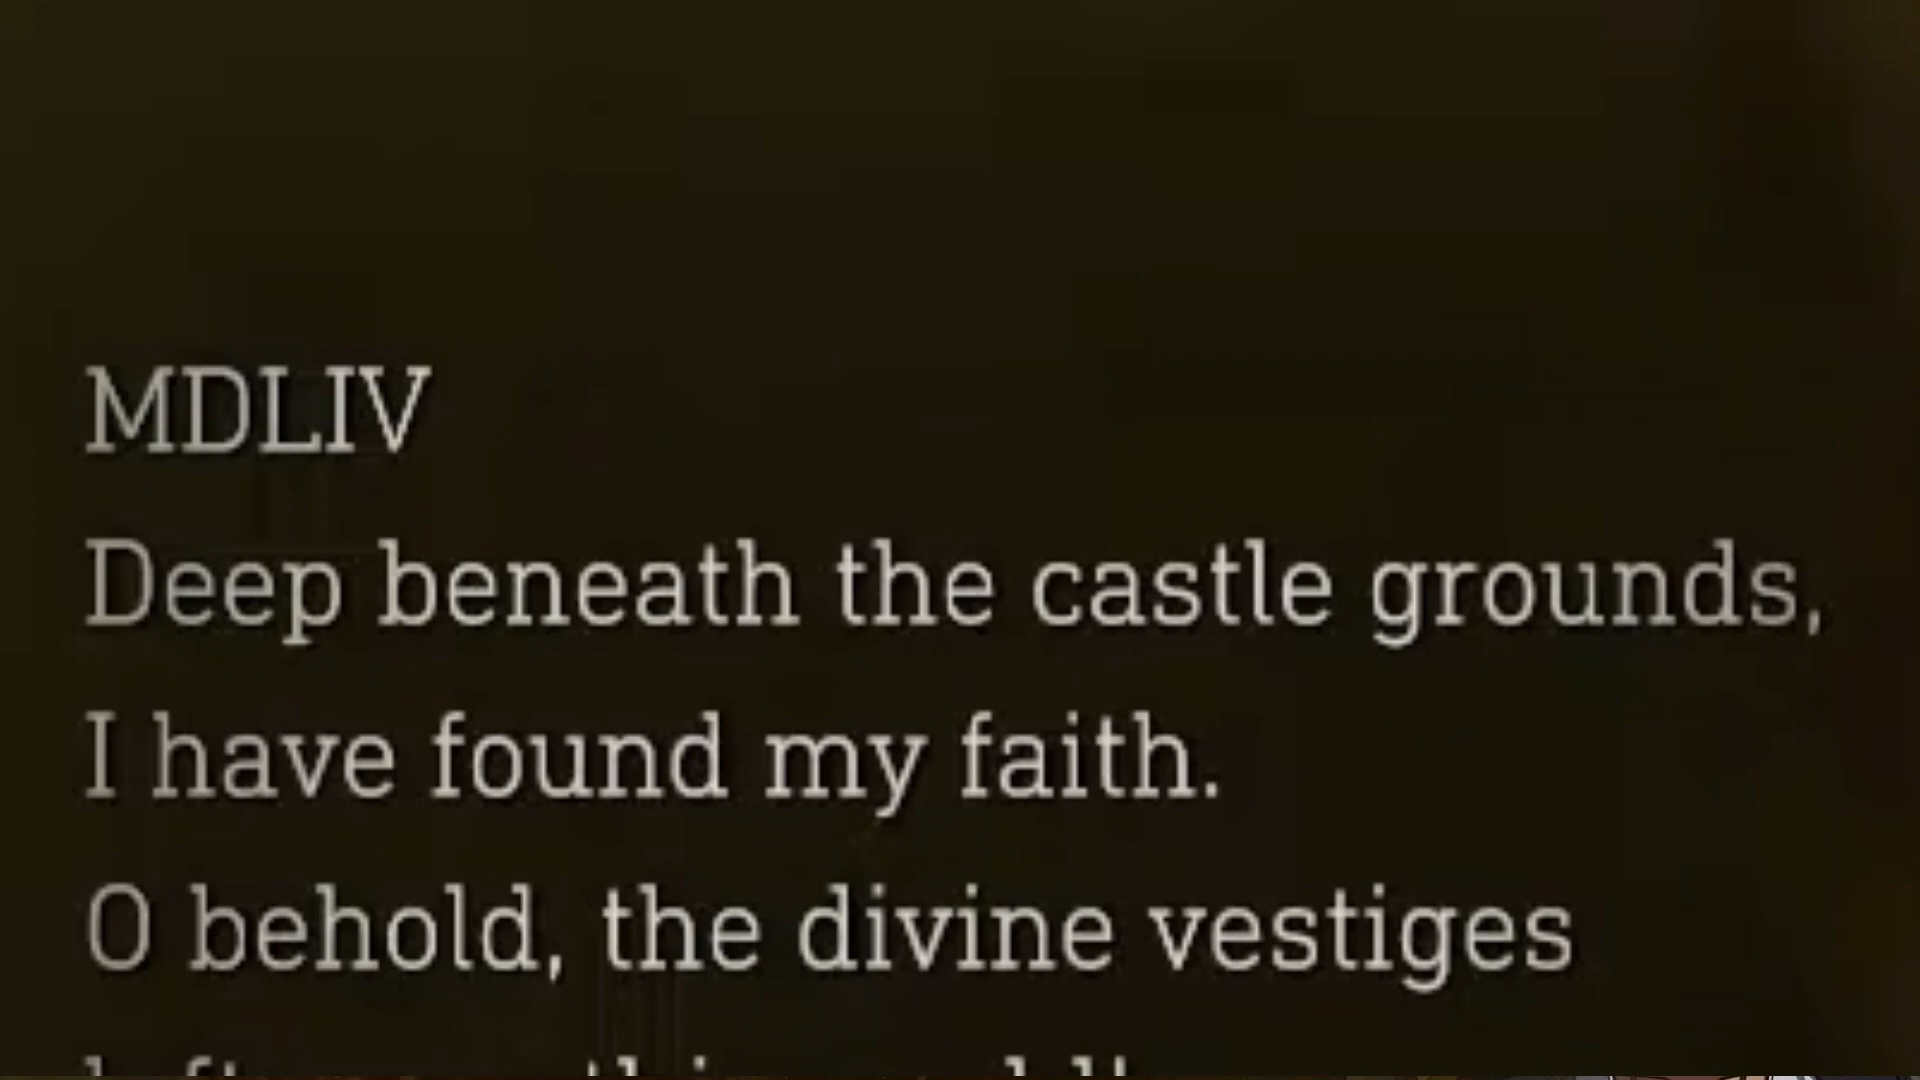 MDLIV
Deep beneath the castle grounds,
I have found my faith.
O behold, the divine vestiges